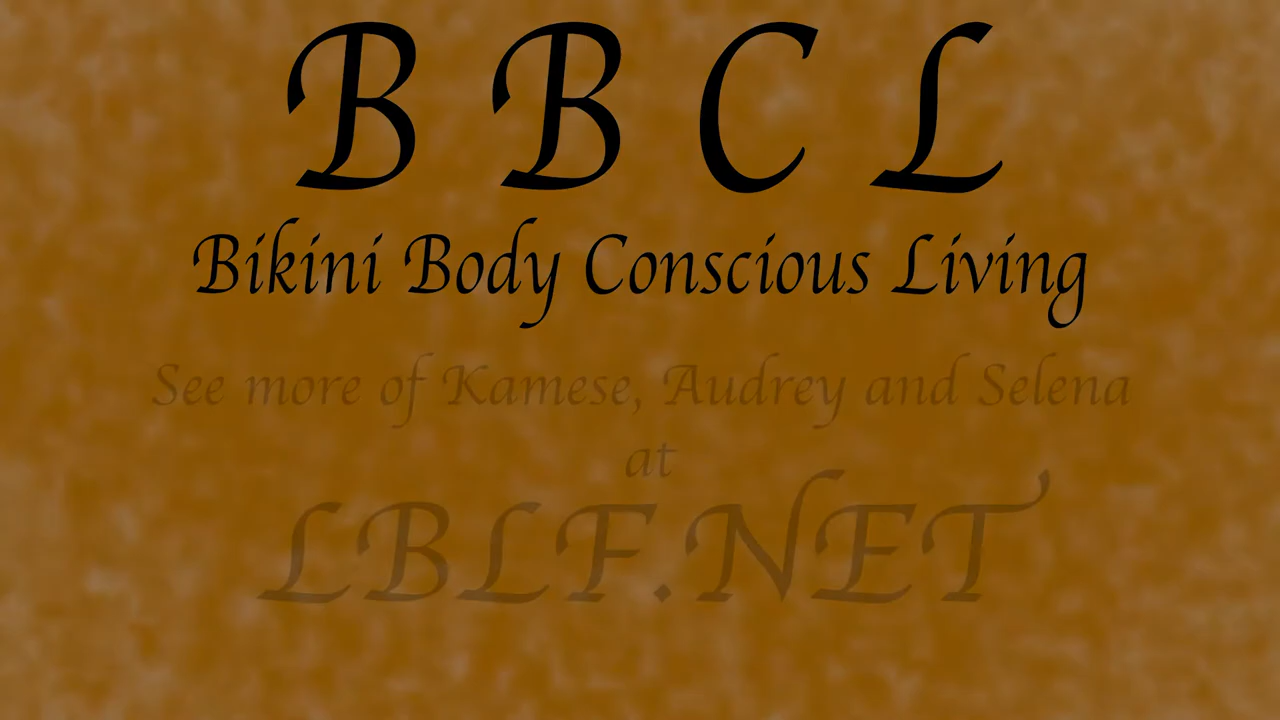 B B C L
Bikini Body Conscious Living
See more of Kamese, Audrey and Selena
at
LBLF.NET